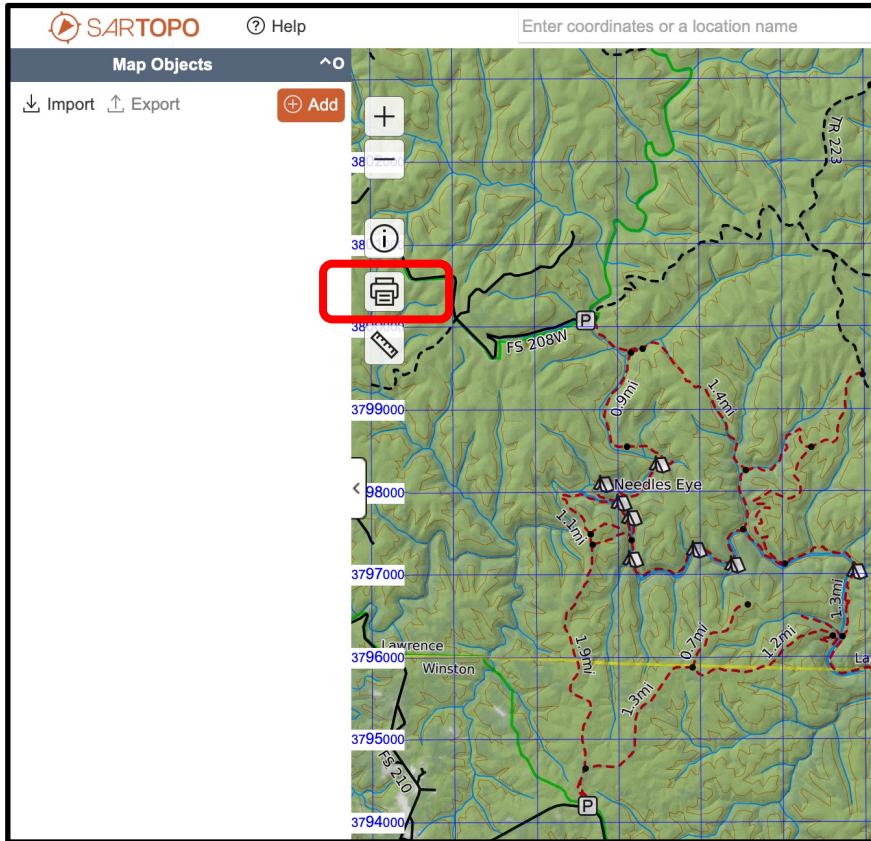 SARTOPO
Help
Enter coordinates or a location name
Map Objects
^O
Import
Export
Add
TR 223
P
FS 208W
3799000
0.9mi
1.4mi
Needles Eye
1.1mi
3797000
1.3mi
Lawrence
3796000
Winston
1.9mi
0.7mi
1.2mi
La
1.3mi
3795000
FS 210
P
3794000